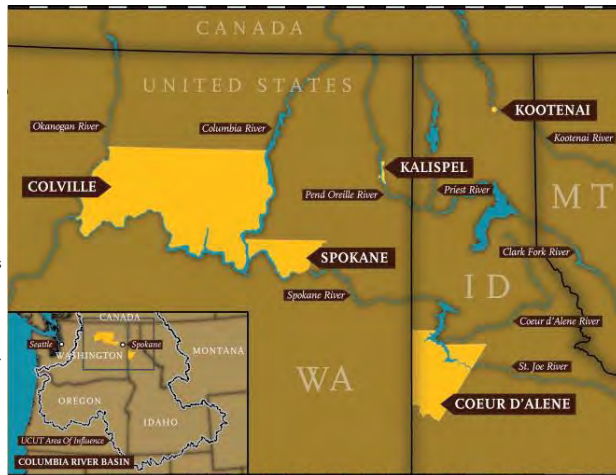 CANADA
UNITED STATES
KOOTENAI
Okanogan River
Columbia River
Kootenai River
KALISPEL
COLVILLE
Pend Oreille River
Priest River
MT
SPOKANE
Clark Fork River
ID
Spokane River
Coeur d'Alene River
St. Joe River
WA
COEUR D'ALENE
CANADA
Seattle
Spokane
WASHINGTON
MONTANA
OREGON
IDAHO
UCUT Area Of Influence
COLUMBIA RIVER BASIN